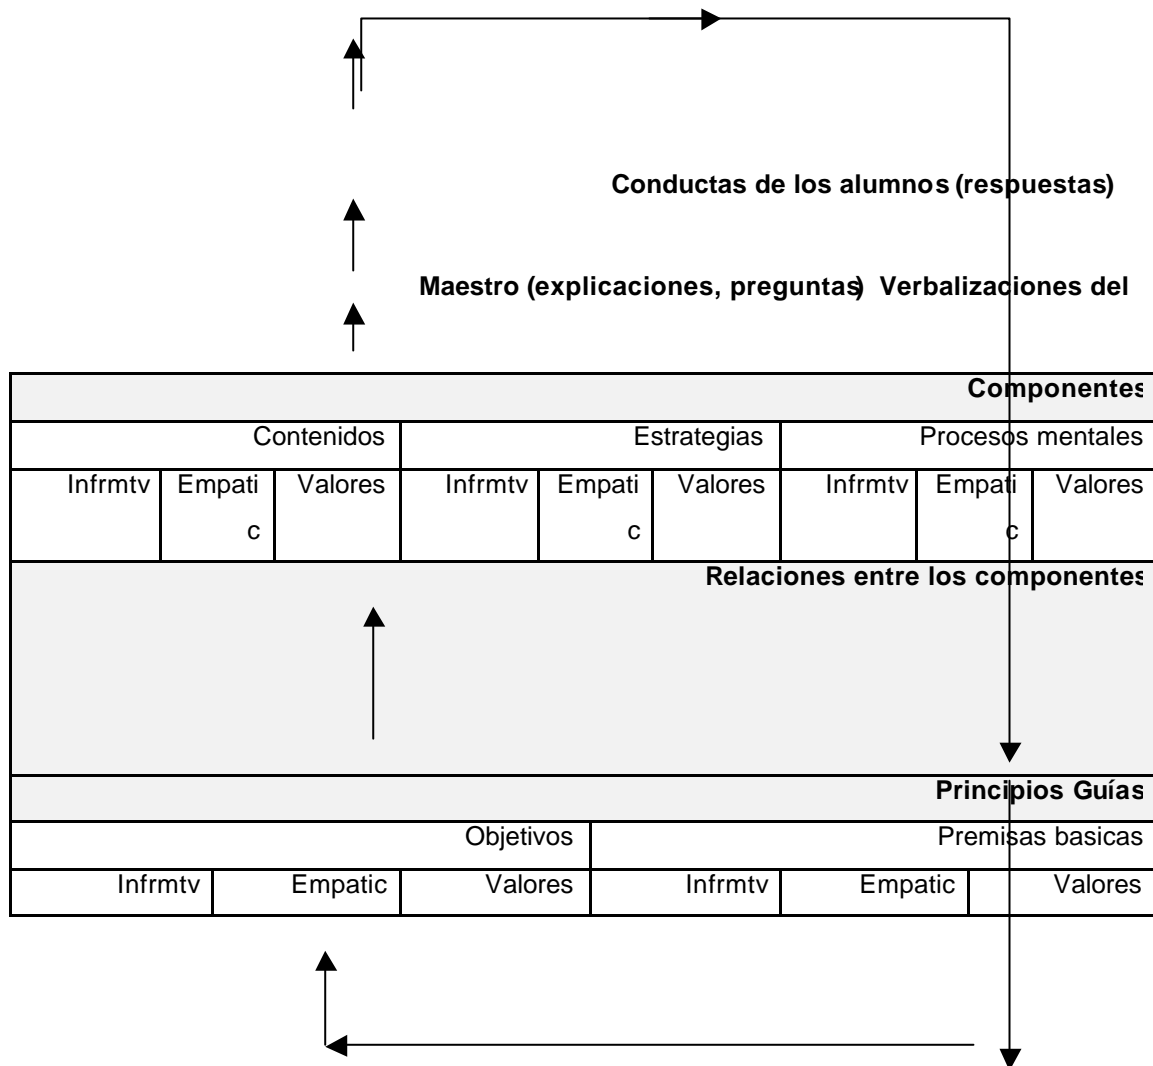 Conductas de los alumnos (respuestas)
Maestro (explicaciones, preguntas) Verbalizaciones del
Componentes
Contenidos Estrategias Procesos mentales
Infrmtv Empati Valores Infrmtv Empati Valores Infrmtv Empati Valores
c c c
Relaciones entre los componentes
Principios Guías
Objetivos Premisas basicas
Infrmtv Empatic Valores Infrmtv Empatic Valores